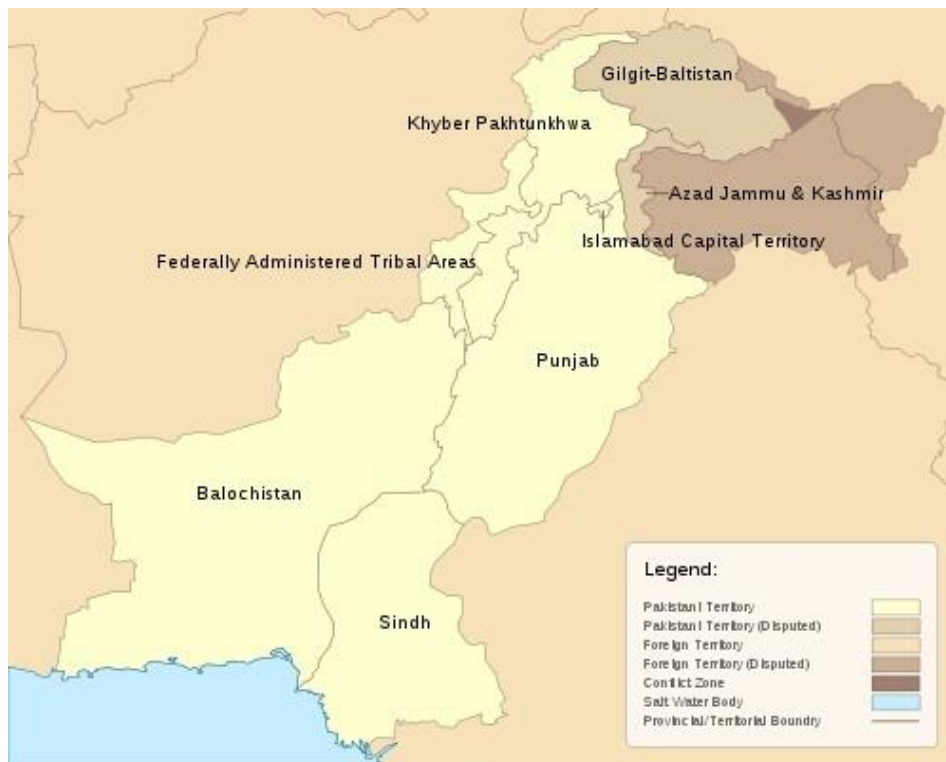 Gilgit-Baltistan
Khyber Pakhtunkhwa
Azad Jammu & Kashmir
Islamabad Capital Territory
Federally Administered Tribal Areas
Punjab
Balochistan
Sindh
Legend:
Pakistani Territory
Pakistani Territory (Disputed)
Foreign Territory
Foreign Territory (Disputed)
Conflict Zone
Salt Water Body
Provincial/Territorial Boundry